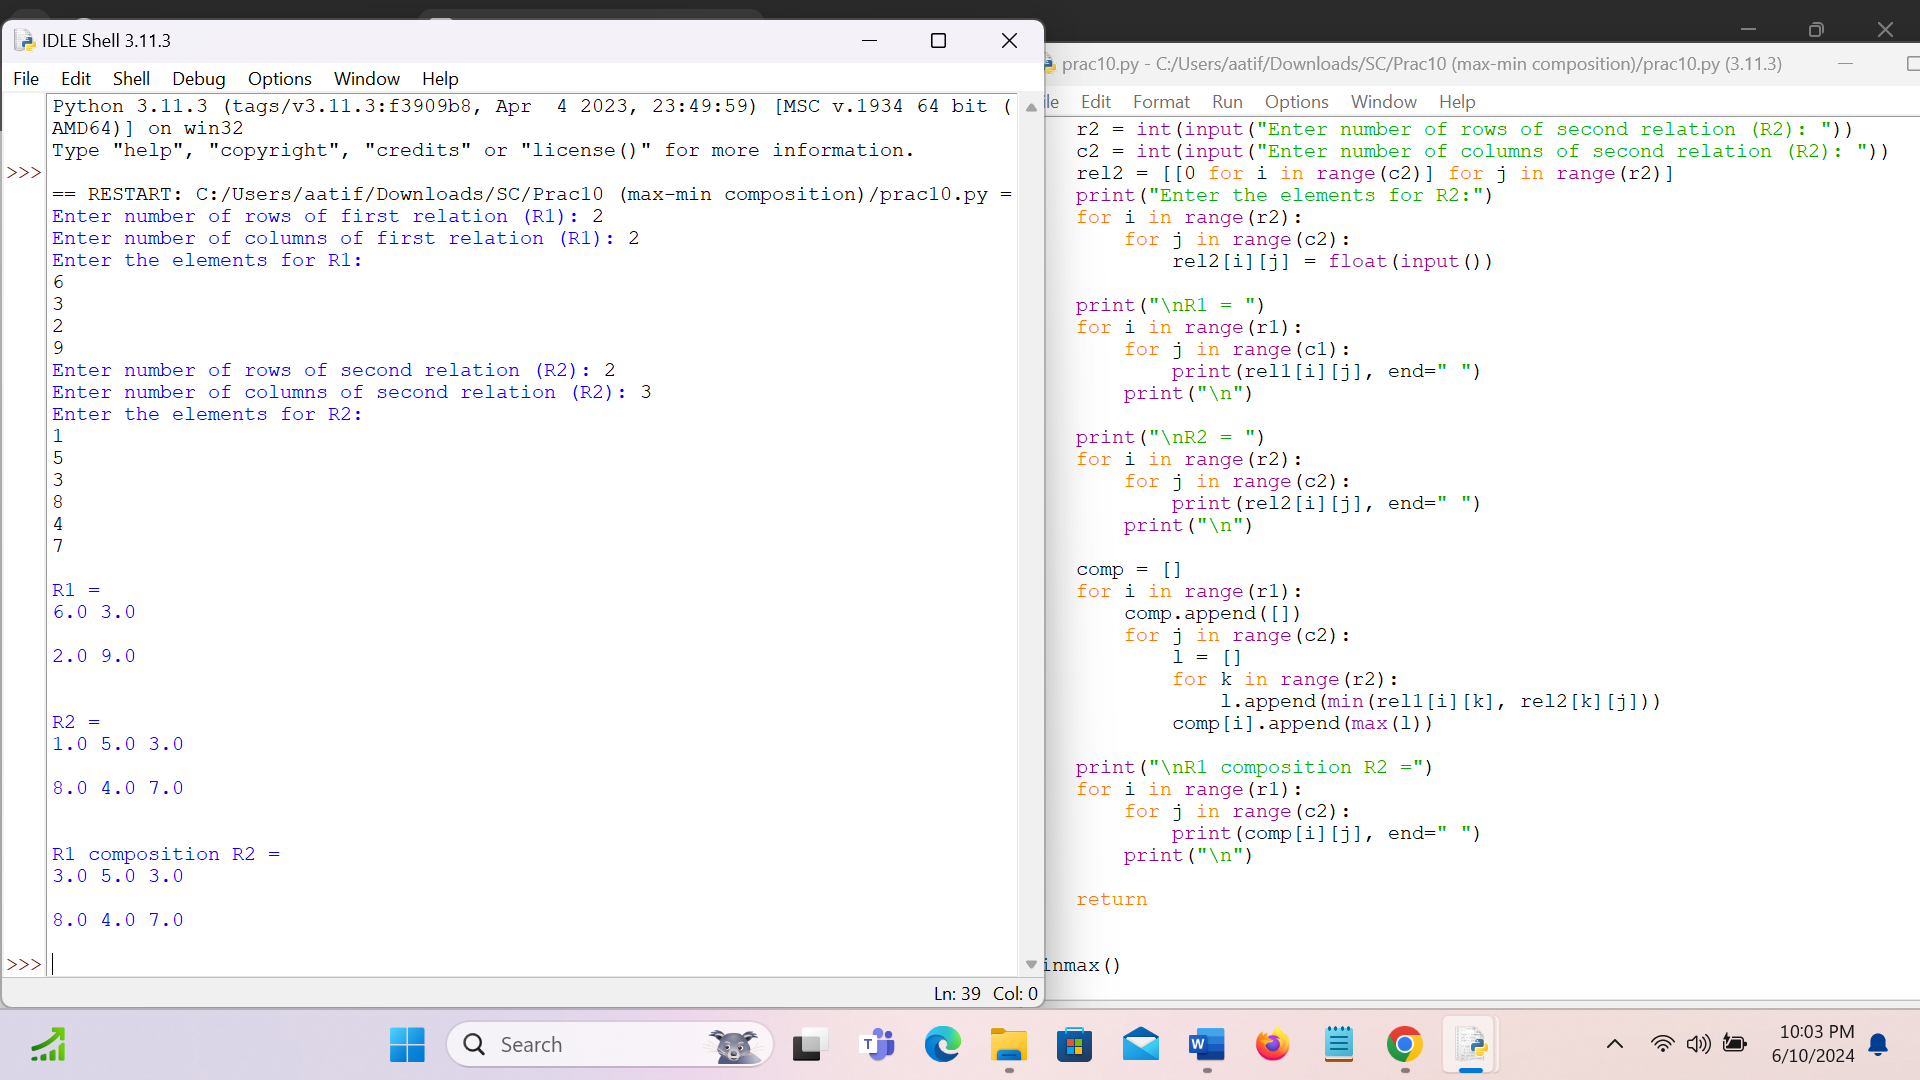 IDLE Shell 3.11.3
File Edit Shell Debug Options Window Help
Python 3.11.3 (tags/v3.11.3:f3909b8, Apr  4 2023, 23:49:59) [MSC v.1934 64 bit (
AMD64)] on win32
Type "help", "copyright", "credits" or "license()" for more information.
>>>
== RESTART: C:/Users/aatif/Downloads/SC/Prac10 (max-min composition)/prac10.py =
Enter number of rows of first relation (R1): 2
Enter number of columns of first relation (R1): 2
Enter the elements for R1:
6
3
2
9
Enter number of rows of second relation (R2): 2
Enter number of columns of second relation (R2): 3
Enter the elements for R2:
1
5
3
8
4
7
R1 =
6.0 3.0
2.0 9.0
R2 =
1.0 5.0 3.0
8.0 4.0 7.0
R1 composition R2 =
3.0 5.0 3.0
8.0 4.0 7.0
>>>
Ln: 39 Col: 0
prac10.py - C:/Users/aatif/Downloads/SC/Prac10 (max-min composition)/prac10.py (3.11.3)
le Edit Format Run Options Window Help
r2 = int(input("Enter number of rows of second relation (R2): "))
c2 = int(input("Enter number of columns of second relation (R2): "))
rel2 = [[0 for i in range(c2)] for j in range(r2)]
print("Enter the elements for R2:")
for i in range(r2):
    for j in range(c2):
        rel2[i][j] = float(input())
print("\nR1 = ")
for i in range(r1):
    for j in range(c1):
        print(rel1[i][j], end=" ")
    print("\n")
print("\nR2 = ")
for i in range(r2):
    for j in range(c2):
        print(rel2[i][j], end=" ")
    print("\n")
comp = []
for i in range(r1):
    comp.append([])
    for j in range(c2):
        l = []
        for k in range(r2):
            l.append(min(rel1[i][k], rel2[k][j]))
        comp[i].append(max(l))
print("\nR1 composition R2 =")
for i in range(r1):
    for j in range(c2):
        print(comp[i][j], end=" ")
    print("\n")
return
inmax()
Search
10:03 PM
6/10/2024